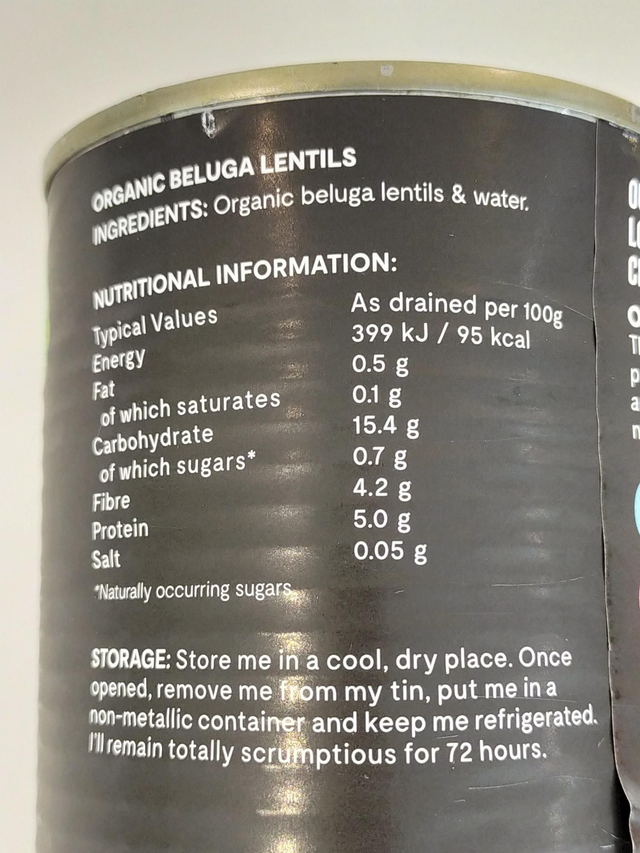 ORGANIC BELUGA LENTILS
INGREDIENTS: Organic beluga lentils & water.
NUTRITIONAL INFORMATION:
Typical Values As drained per 100g
Energy 399 kJ / 95 kcal
Fat 0.5 g
of which saturates 0.1 g
Carbohydrate 15.4 g
of which sugars* 0.7 g
Fibre 4.2 g
Protein 5.0 g
Salt 0.05 g
*Naturally occurring sugars.
STORAGE: Store me in a cool, dry place. Once
opened, remove me from my tin, put me in a
non-metallic container and keep me refrigerated.
I'll remain totally scrumptious for 72 hours.